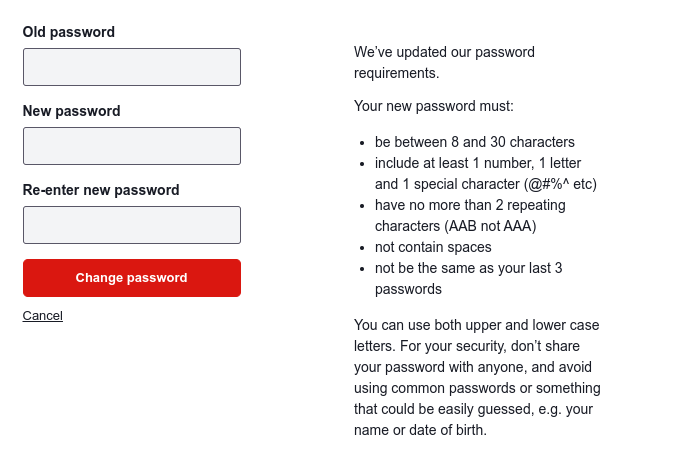 Old password
New password
Re-enter new password
Change password
Cancel
We’ve updated our password
requirements.
Your new password must:
• be between 8 and 30 characters
• include at least 1 number, 1 letter
and 1 special character (@#%^ etc)
• have no more than 2 repeating
characters (AAB not AAA)
• not contain spaces
• not be the same as your last 3
passwords
You can use both upper and lower case
letters. For your security, don’t share
your password with anyone, and avoid
using common passwords or something
that could be easily guessed, e.g. your
name or date of birth.